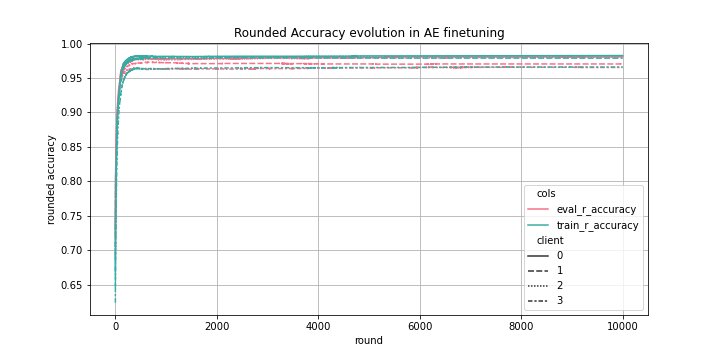 Rounded Accuracy evolution in AE finetuning
1.00
0.95
0.90
0.85
0.80
0.75
0.70
0.65
rounded accuracy
0 2000 4000 6000 8000 10000
round
cols
eval_r_accuracy
train_r_accuracy
client
0
1
2
3